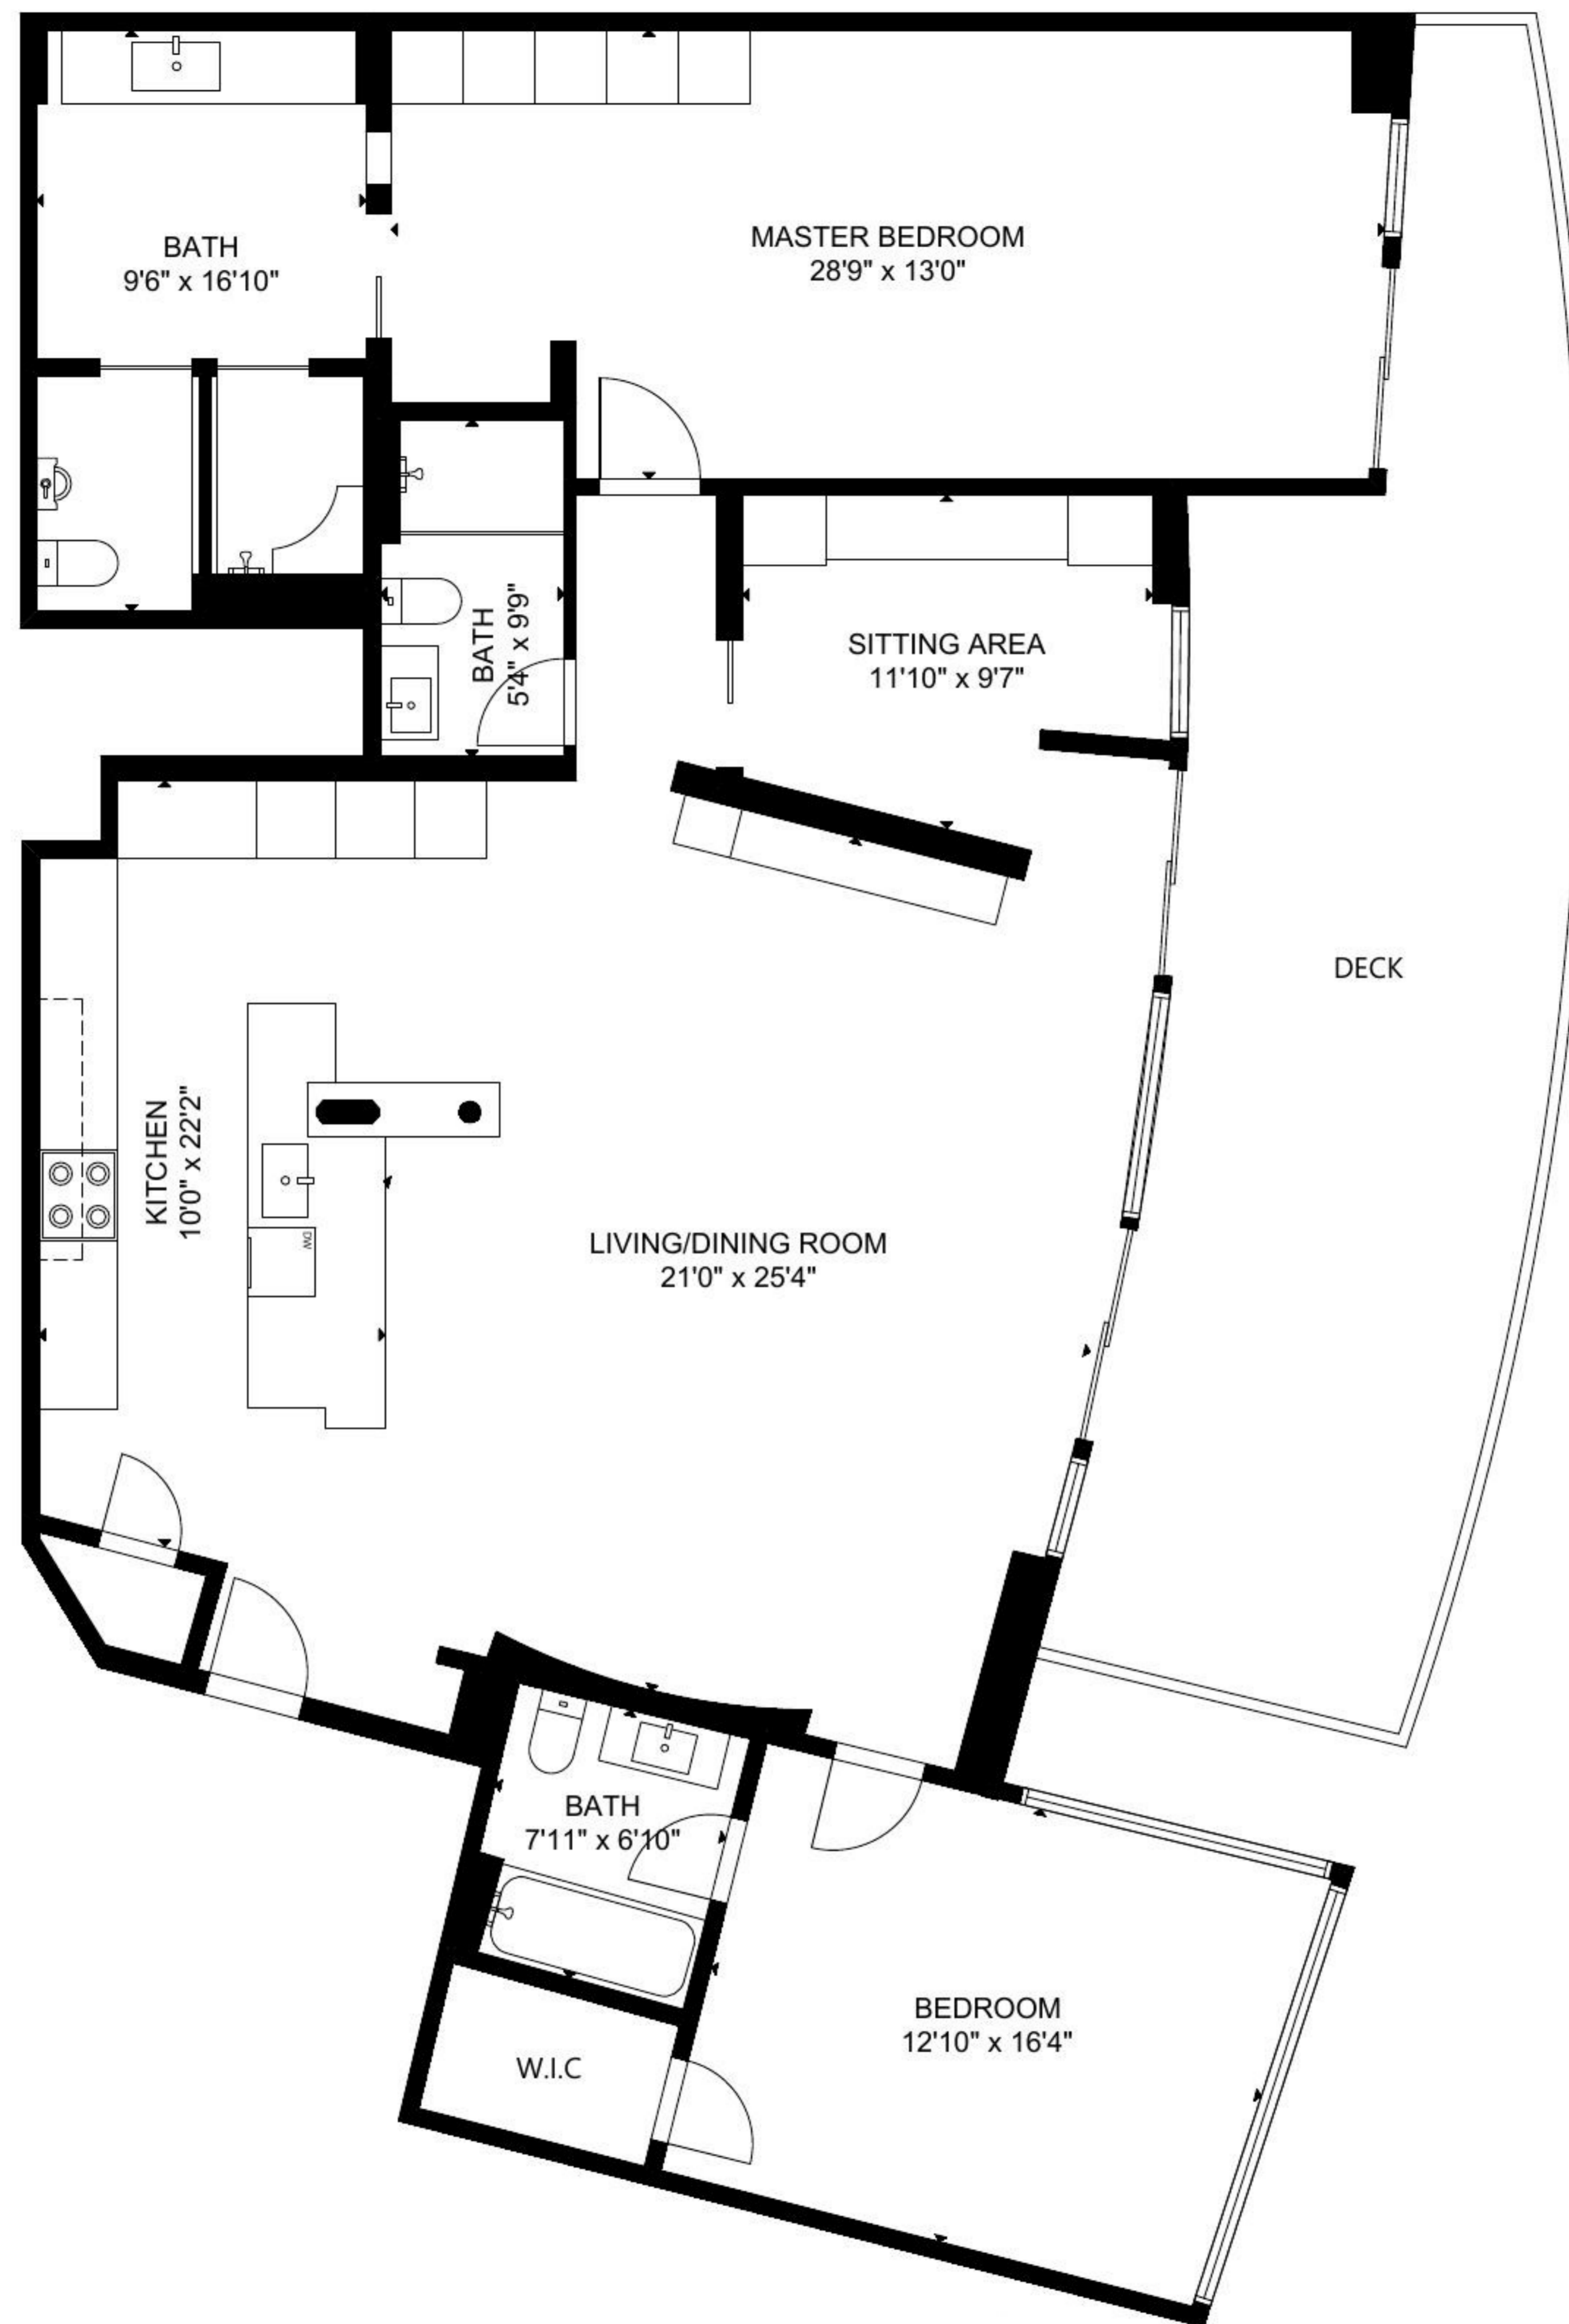 BATH
9'6" x 16'10"
MASTER BEDROOM
28'9" x 13'0"
BATH
5'4" x 9'9"
SITTING AREA
11'10" x 9'7"
DECK
KITCHEN
10'0" x 22'2"
DW
LIVING/DINING ROOM
21'0" x 25'4"
BATH
7'11" x 6'10"
BEDROOM
12'10" x 16'4"
W.I.C